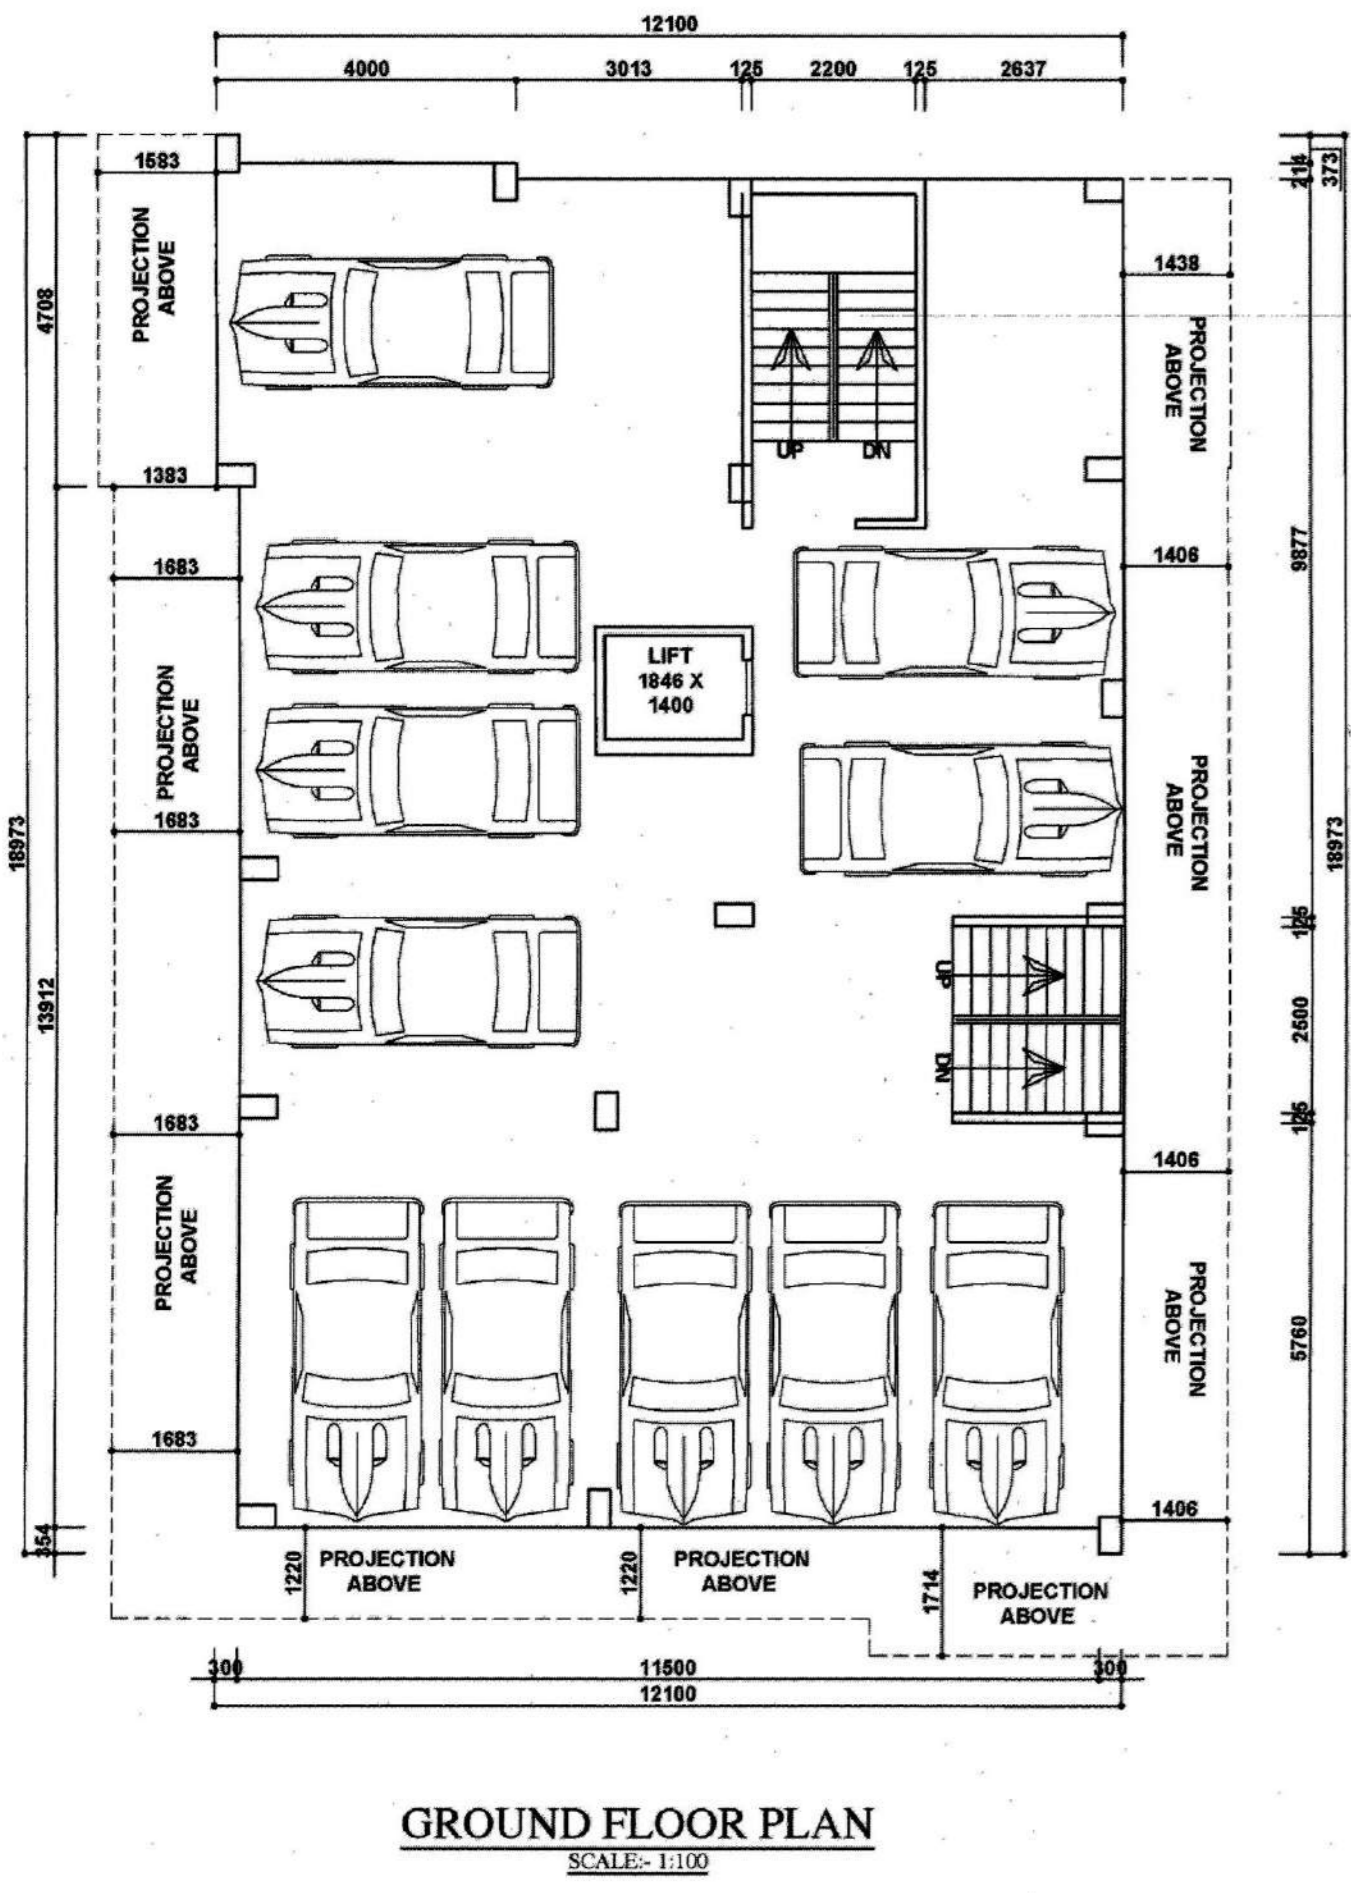 12100
4000
3013
125
2200
125
2637
1583
PROJECTION
ABOVE
4708
214
373
1438
PROJECTION
ABOVE
UP
DN
1383
1683
9877
1406
LIFT
1846 X
1400
PROJECTION
ABOVE
1683
18973
PROJECTION
ABOVE
18973
125
UP
13912
2500
DN
125
1683
1406
PROJECTION
ABOVE
PROJECTION
ABOVE
5760
1683
1406
354
1220
PROJECTION
ABOVE
1220
PROJECTION
ABOVE
1714
PROJECTION
ABOVE
300
11500
300
12100
GROUND FLOOR PLAN
SCALE:- 1:100